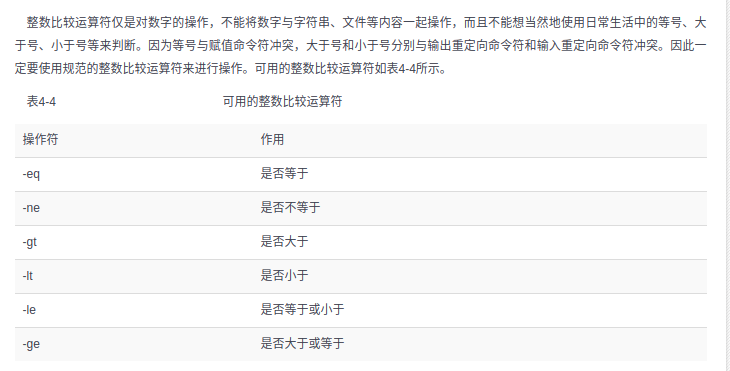 整数比较运算符仅是对数字的操作，不能将数字与字符串、文件等内容一起操作，而且不能想当然地使用日常生活中的等号、大
于号、小于号等来判断。因为等号与赋值命令符冲突，大于号和小于号分别与输出重定向命令符和输入重定向命令符冲突。因此一
定要使用规范的整数比较运算符来进行操作。可用的整数比较运算符如表4-4所示。
表4-4 可用的整数比较运算符
操作符 作用
-eq 是否等于
-ne 是否不等于
-gt 是否大于
-lt 是否小于
-le 是否等于或小于
-ge 是否大于或等于